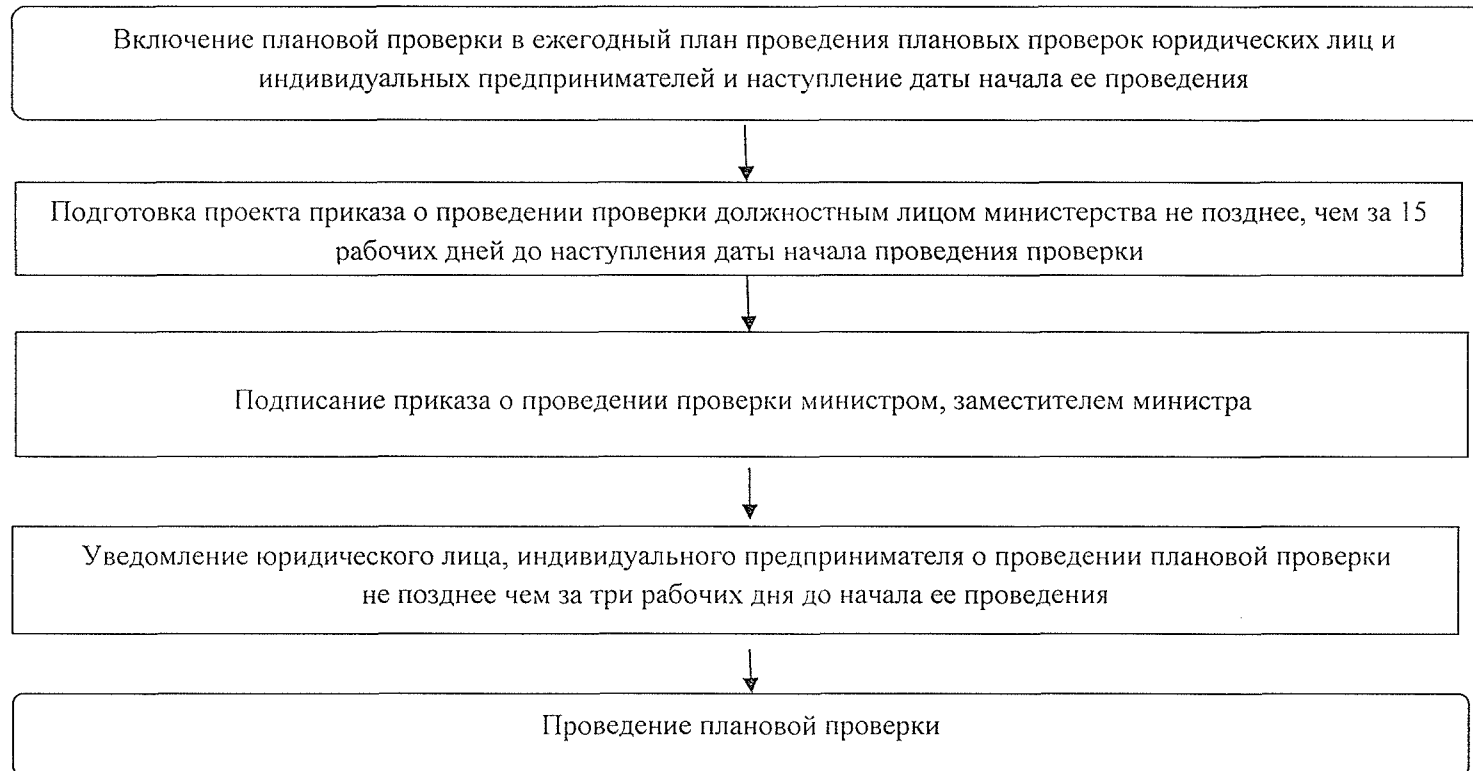 Включение плановой проверки в ежегодный план проведения плановых проверок юридических лиц и
индивидуальных предпринимателей и наступление даты начала ее проведения
Подготовка проекта приказа о проведении проверки должностным лицом министерства не позднее, чем за 15
рабочих дней до наступления даты начала проведения проверки
Подписание приказа о проведении проверки министром, заместителем министра
Уведомление юридического лица, индивидуального предпринимателя о проведении плановой проверки
не позднее чем за три рабочих дня до начала ее проведения
Проведение плановой проверки